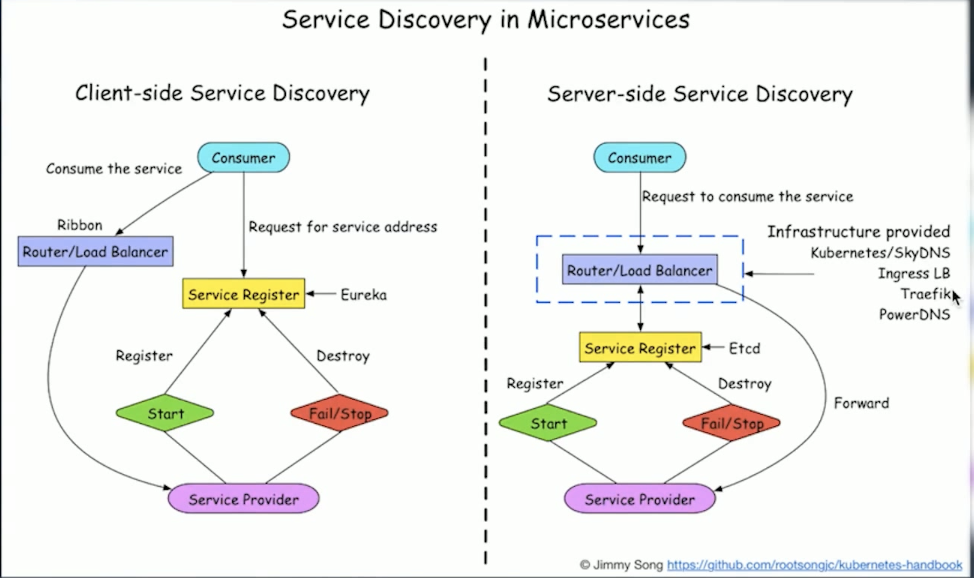 Service Discovery in Microservices
Client-side Service Discovery
Consumer
Consume the service
Ribbon
Router/Load Balancer
Request for service address
Service Register
Eureka
Register
Destroy
Start
Fail/Stop
Service Provider
Server-side Service Discovery
Consumer
Request to consume the service
Infrastructure provided
Kubernetes/SkyDNS
Ingress LB
Traefik
PowerDNS
Router/Load Balancer
Service Register
Etcd
Register
Destroy
Start
Fail/Stop
Forward
Service Provider
© Jimmy Song https://github.com/rootsongjc/kubernetes-handbook